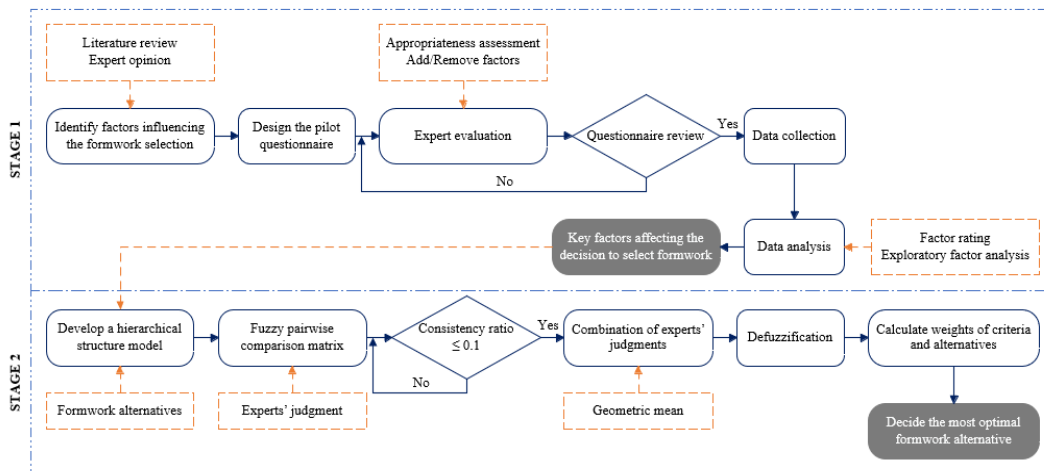 STAGE 1
Literature review
Expert opinion
Appropriateness assessment
Add/Remove factors
Identify factors influencing
the formwork selection
Design the pilot
questionnaire
Expert evaluation
Questionnaire review
Yes
Data collection
No
Key factors affecting the
decision to select formwork
Data analysis
Factor rating
Exploratory factor analysis
STAGE 2
Develop a hierarchical
structure model
Fuzzy pairwise
comparison matrix
Consistency ratio
≤ 0.1
Yes
Combination of experts’
judgments
Defuzzification
Calculate weights of criteria
and alternatives
No
Formwork alternatives
Experts’ judgment
Geometric mean
Decide the most optimal
formwork alternative